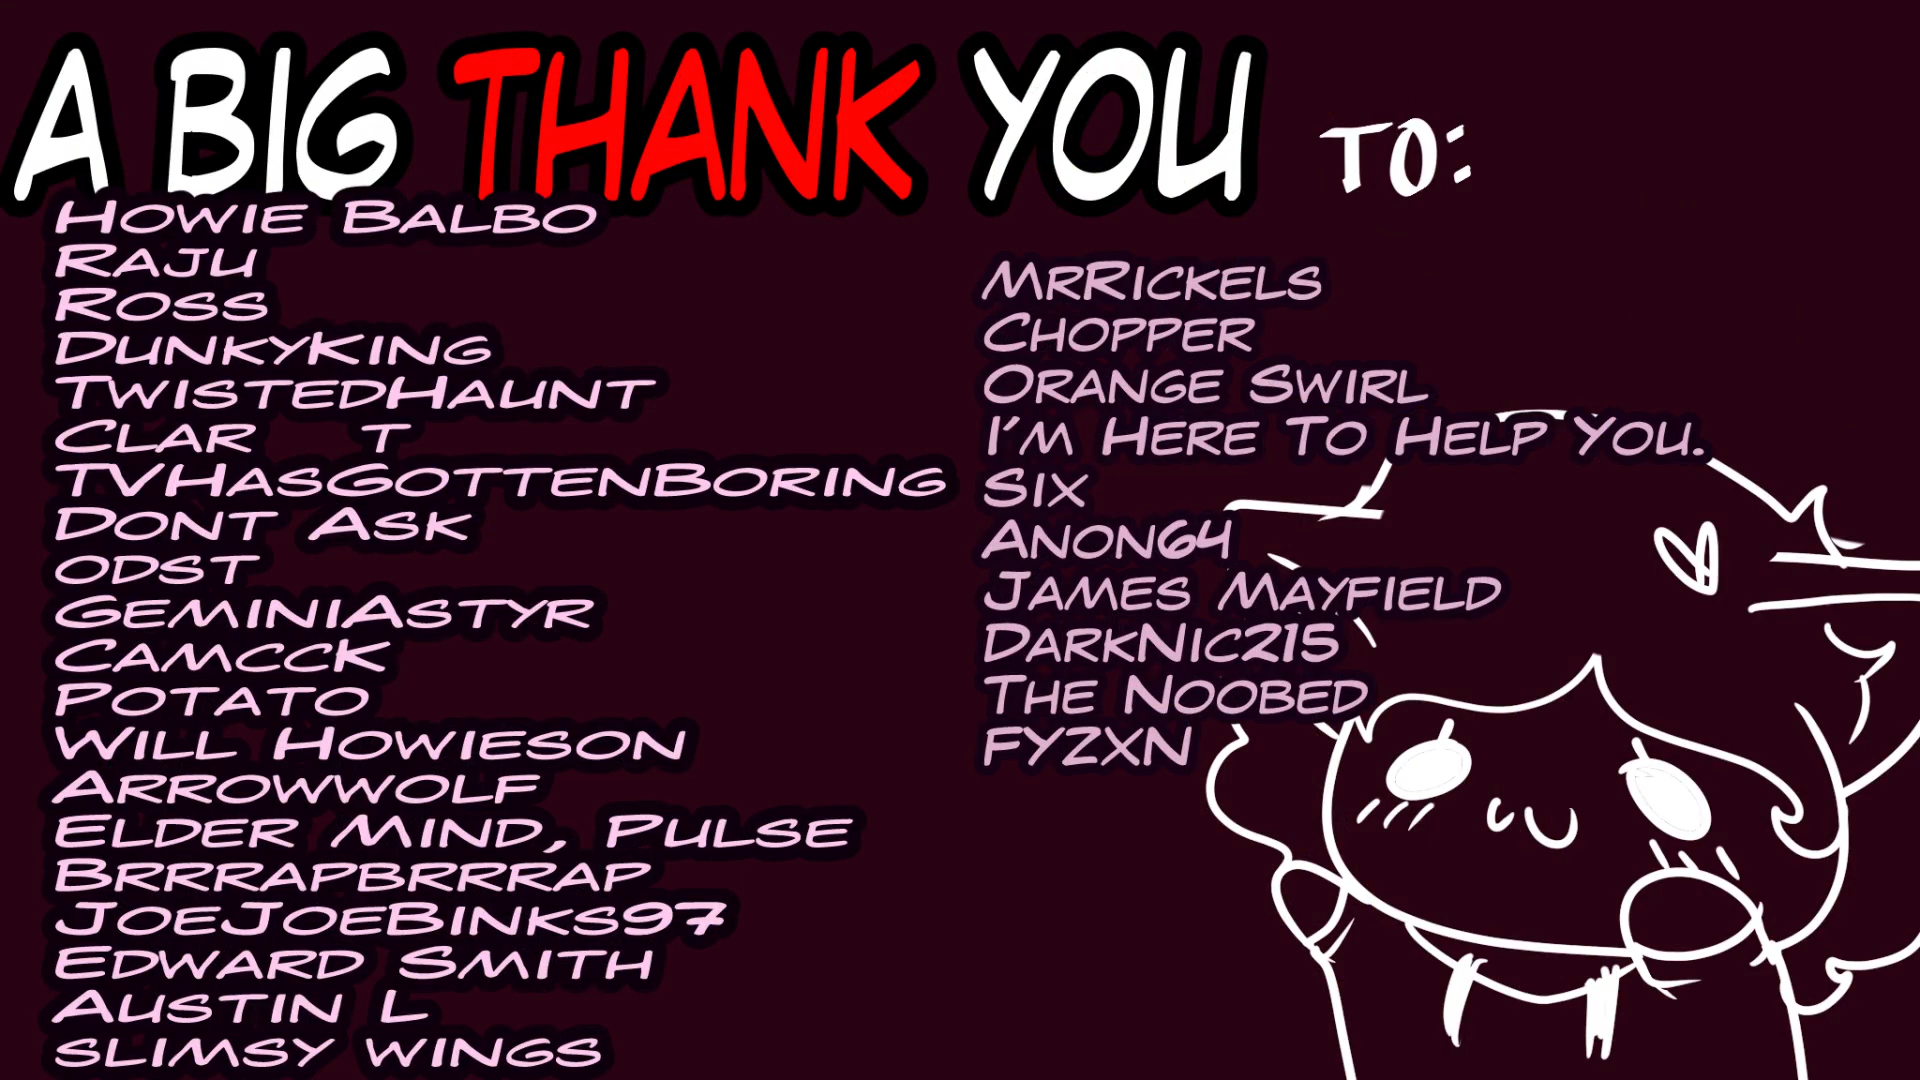 A BIG THANK YOU TO:
Howie Balbo
Raju
Ross
DunkyKing
TwistedHaunt
Clar T
TVHasGottenBoring
Dont Ask
ODST
GeminiAstyr
CamccK
Potato
Will Howieson
Arrowwolf
Elder Mind, Pulse
Brrrapbrrrap
JoeJoeBinks97
Edward Smith
Austin L
slimsy wings
MrRickels
Chopper
Orange Swirl
I'm Here To Help You.
Six
Anon64
James Mayfield
DarkNic215
The Noobed
FYZXN